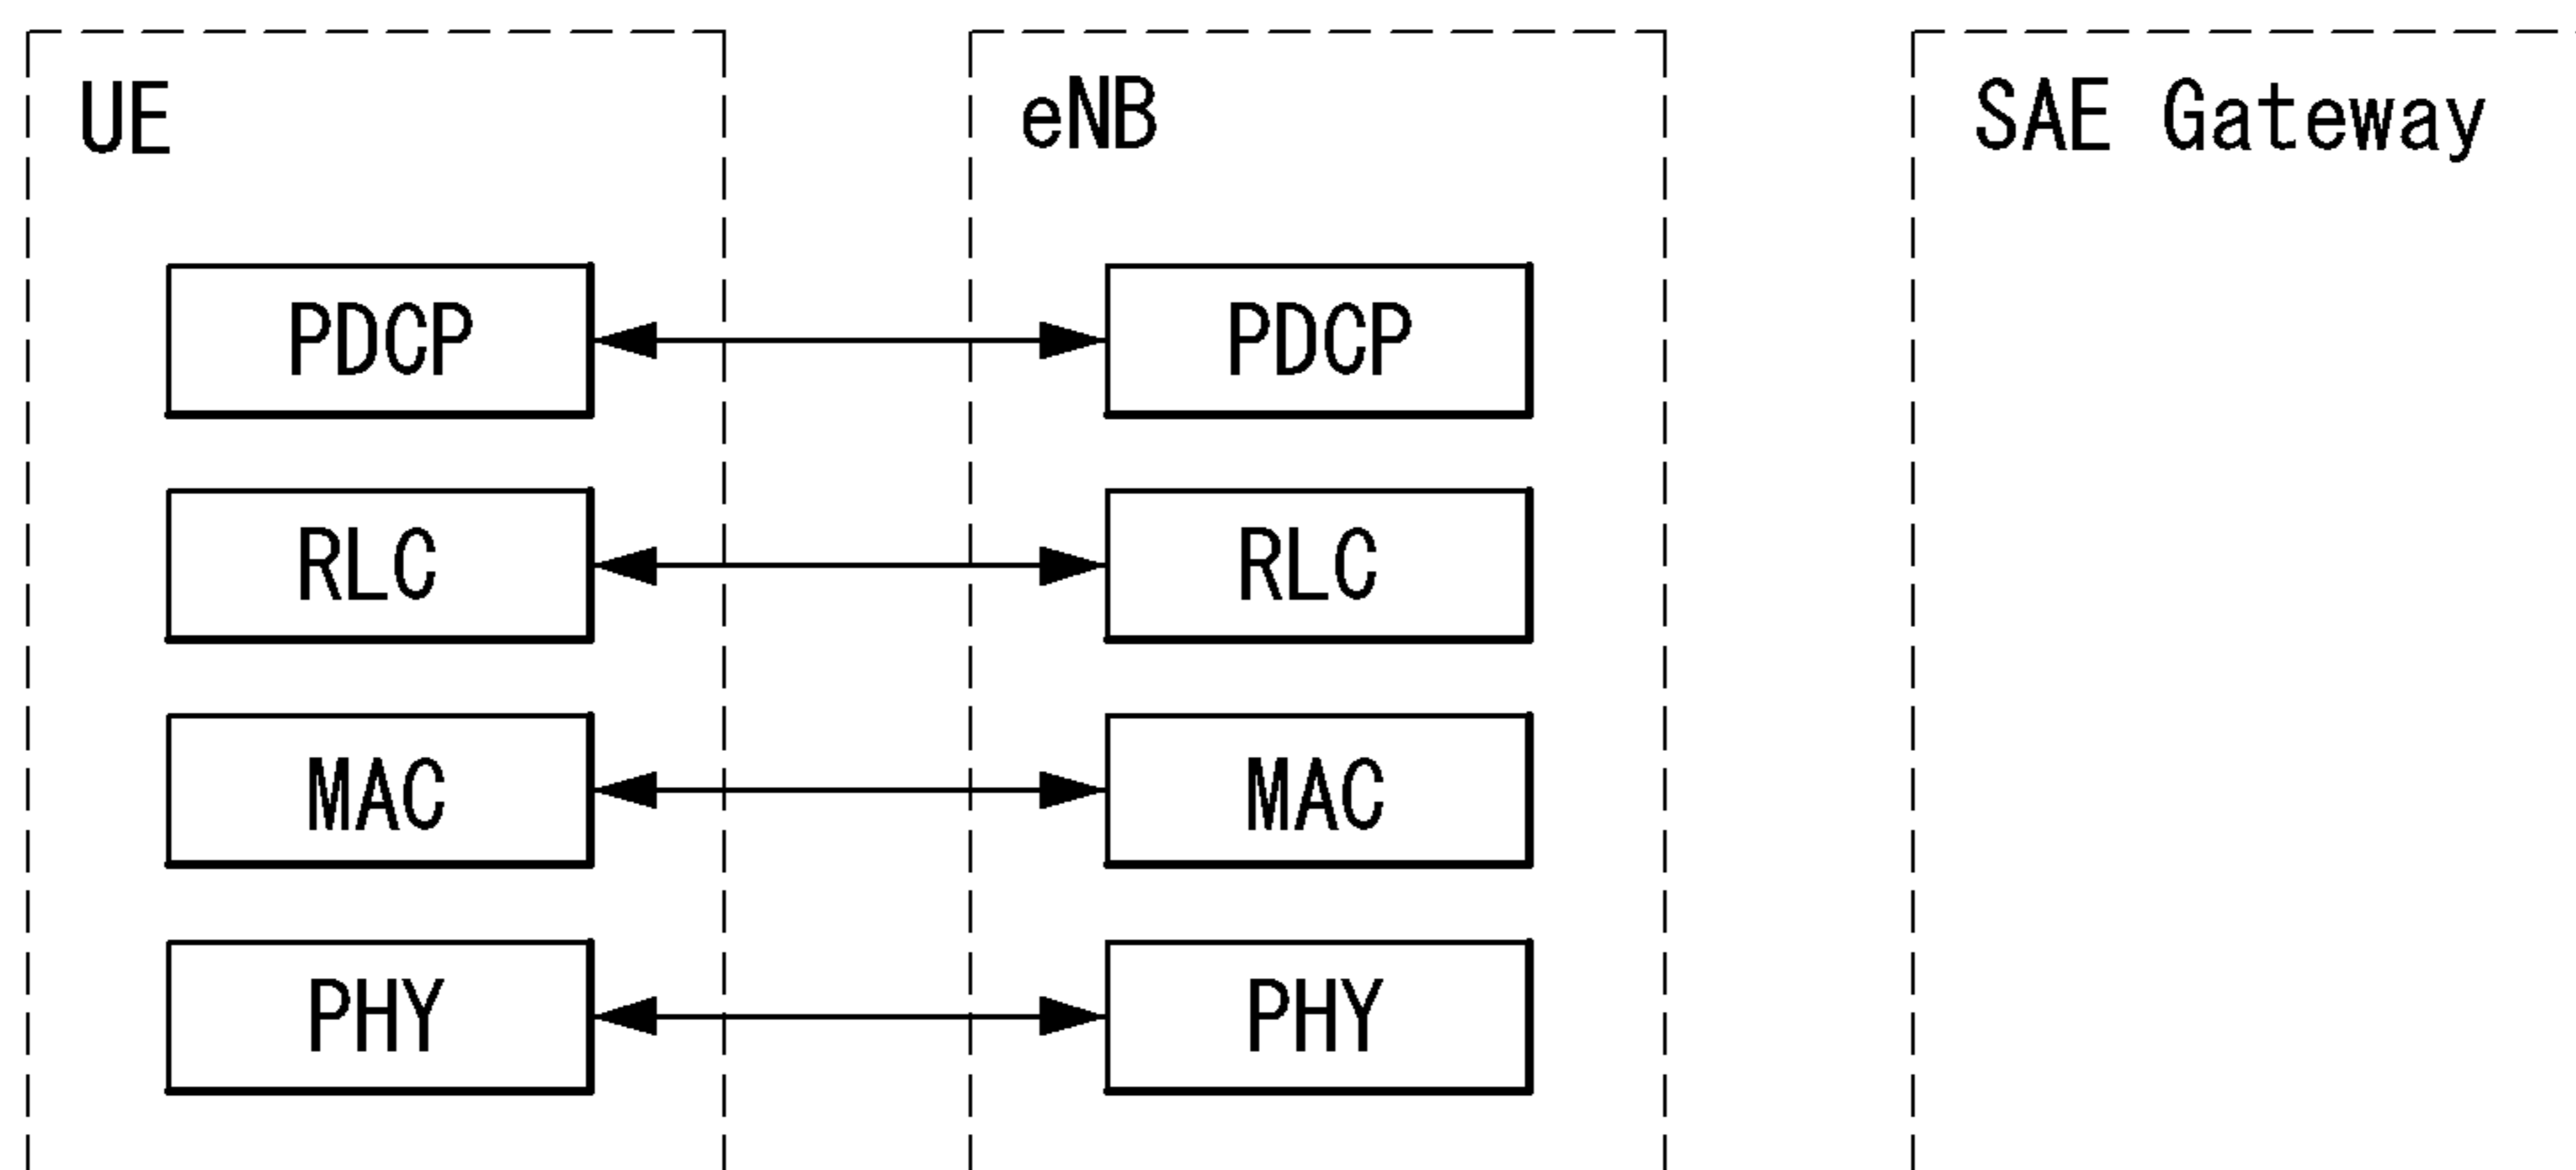 UE
eNB
SAE Gateway
PDCP
PDCP
RLC
RLC
MAC
MAC
PHY
PHY